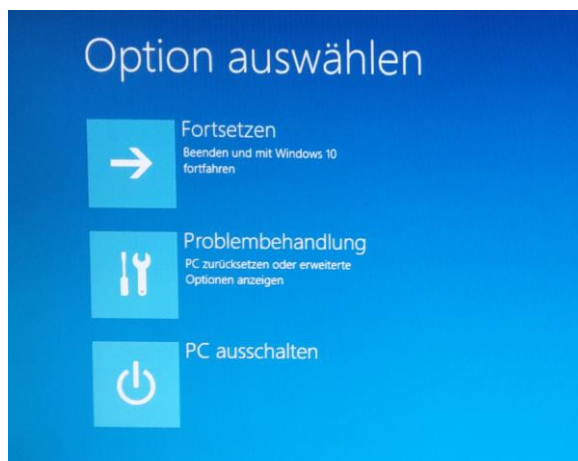 Option auswählen
Fortsetzen
Beenden und mit Windows 10
fortfahren
Problembehandlung
PC zurücksetzen oder erweiterte
Optionen anzeigen
PC ausschalten